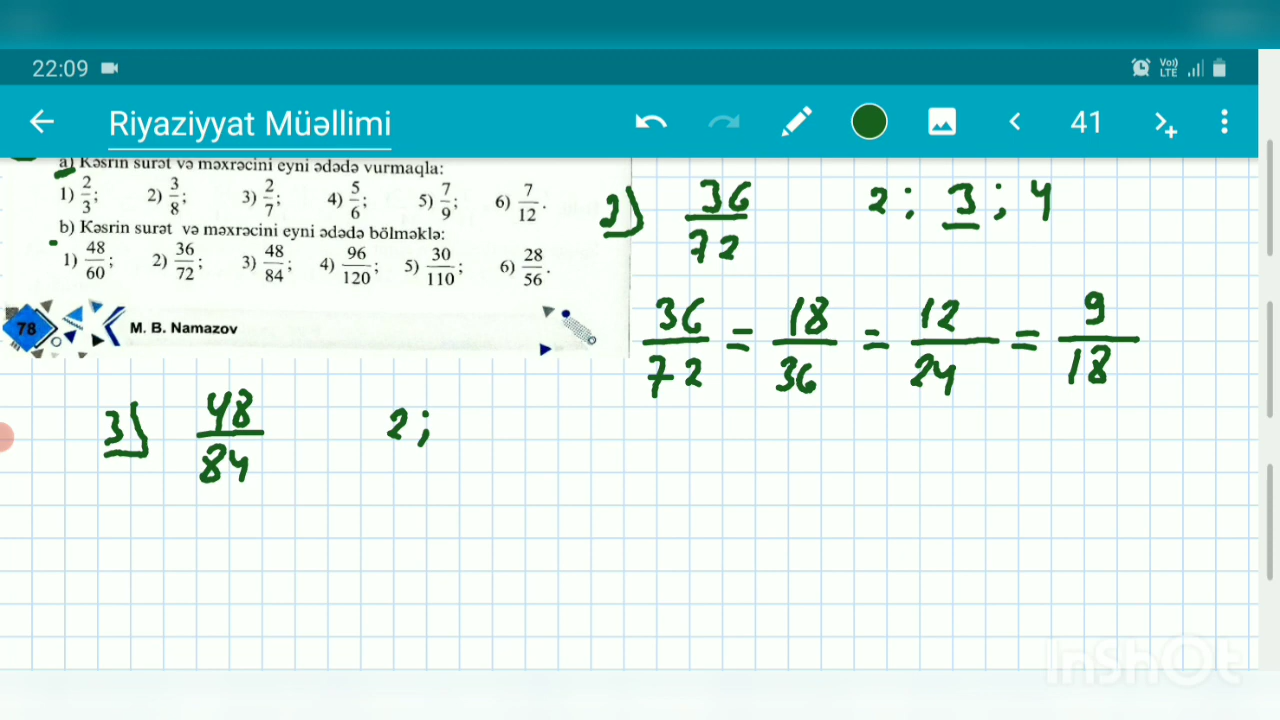 22:09
Vo)) LTE
Riyaziyyat Müəllimi
41
a) Kəsrin surət və məxrəcini eyni ədədə vurmaqla:
1) 2/3; 2) 3/8; 3) 2/7; 4) 5/6; 5) 7/9; 6) 7/12.
b) Kəsrin surət və məxrəcini eyni ədədə bölməklə:
1) 48/60; 2) 36/72; 3) 48/84; 4) 96/120; 5) 30/110; 6) 28/56.
78 M. B. Namazov
2) 36/72 2; 3; 4
36/72 = 18/36 = 12/24 = 9/18
3) 48/84 2;
InShOt